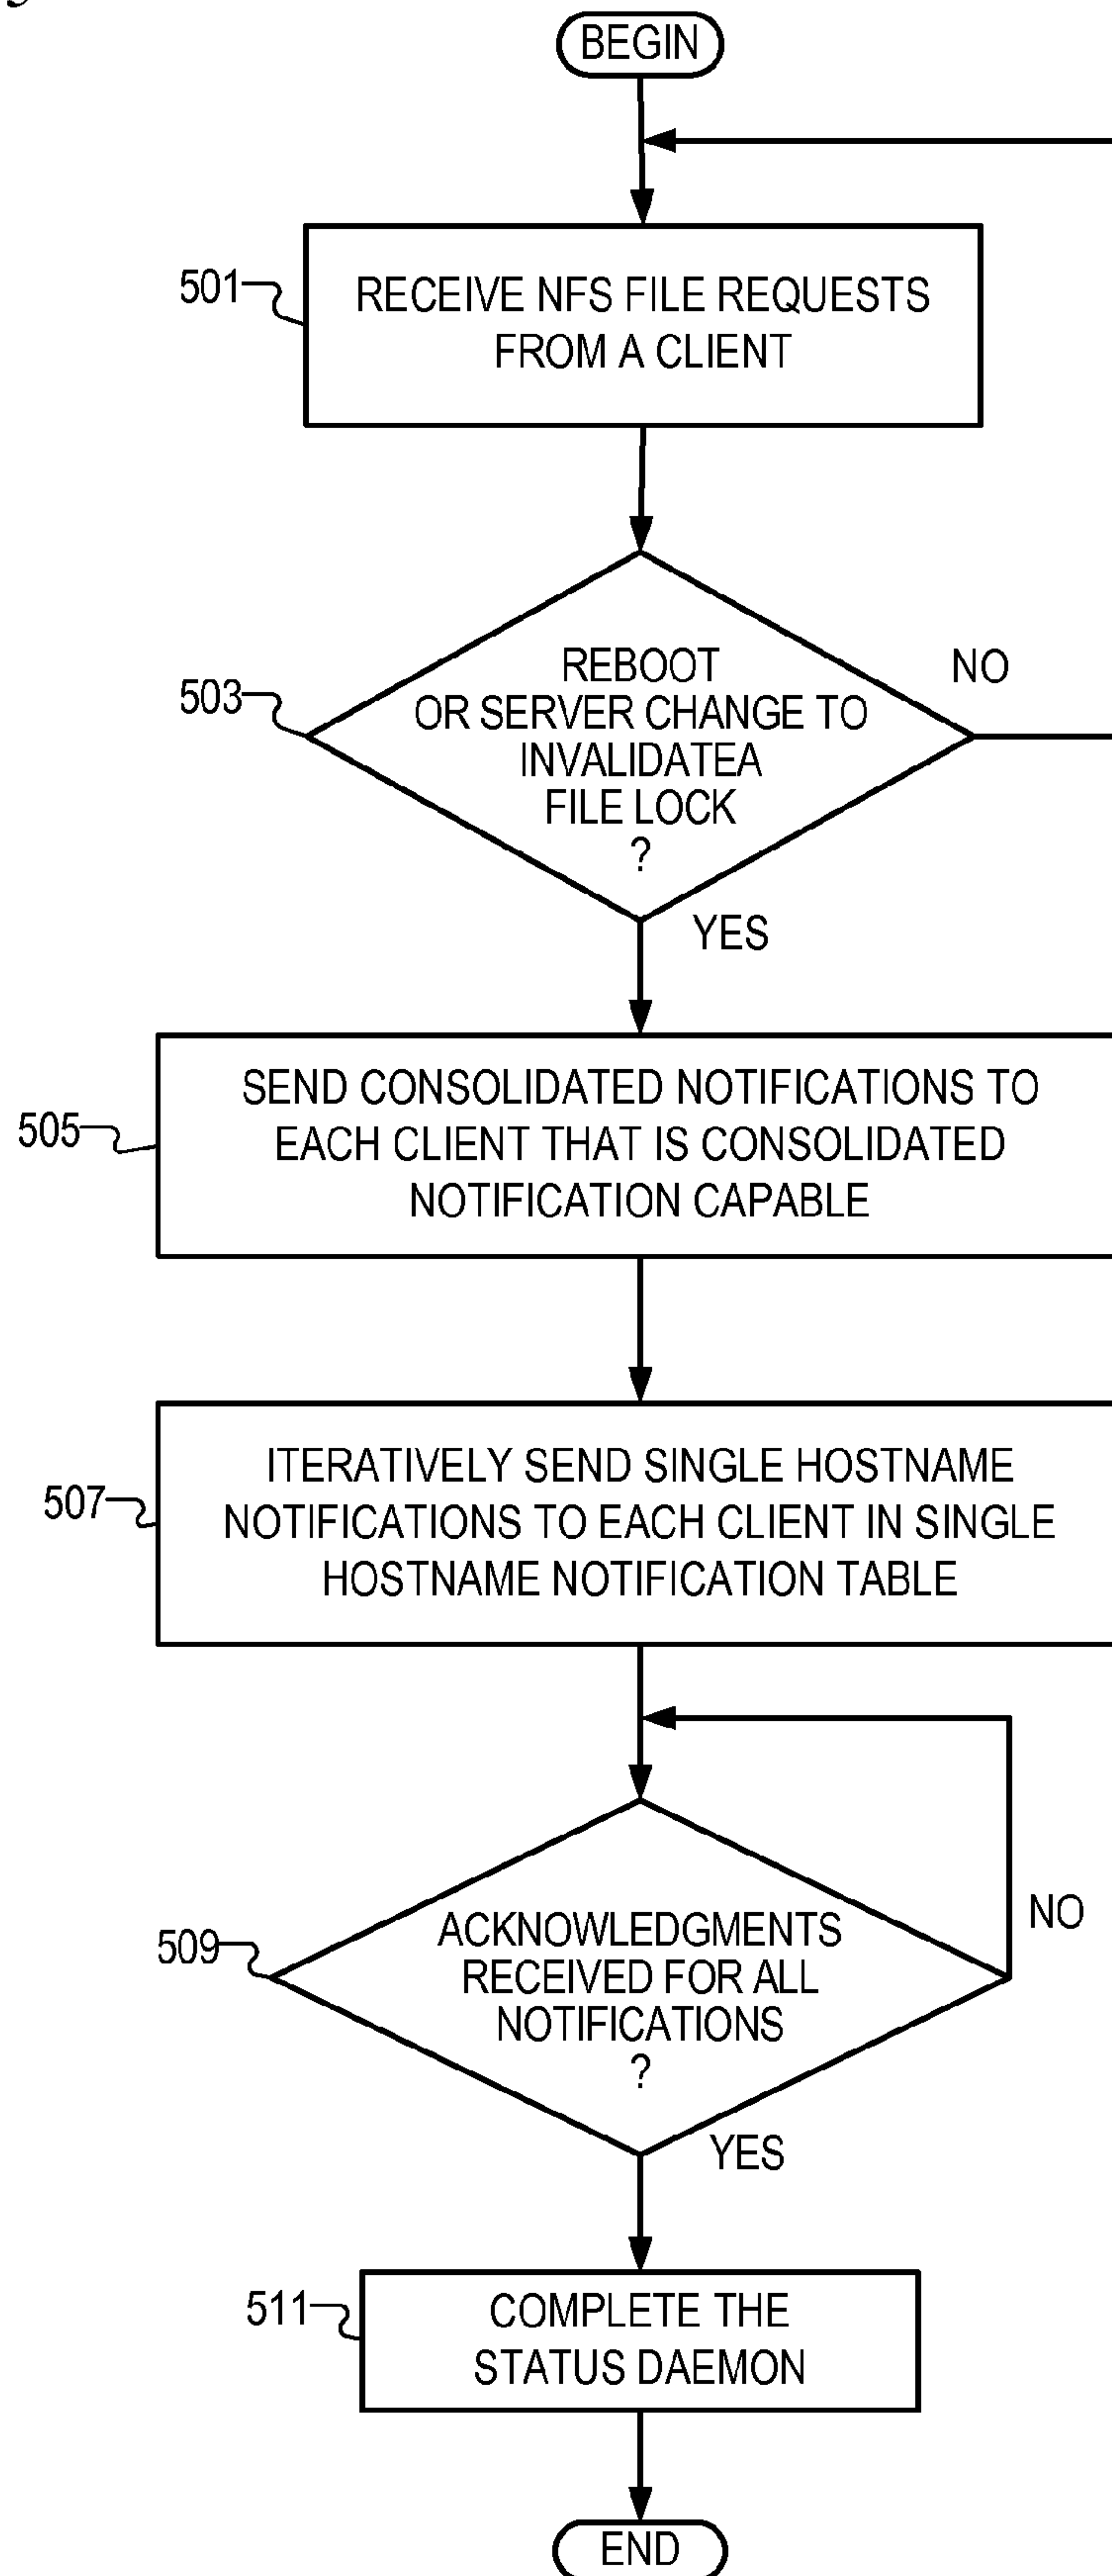 BEGIN
501
RECEIVE NFS FILE REQUESTS
FROM A CLIENT
503
REBOOT
OR SERVER CHANGE TO
INVALIDATEA
FILE LOCK
?
NO
YES
505
SEND CONSOLIDATED NOTIFICATIONS TO
EACH CLIENT THAT IS CONSOLIDATED
NOTIFICATION CAPABLE
507
ITERATIVELY SEND SINGLE HOSTNAME
NOTIFICATIONS TO EACH CLIENT IN SINGLE
HOSTNAME NOTIFICATION TABLE
509
ACKNOWLEDGMENTS
RECEIVED FOR ALL
NOTIFICATIONS
?
NO
YES
511
COMPLETE THE
STATUS DAEMON
END